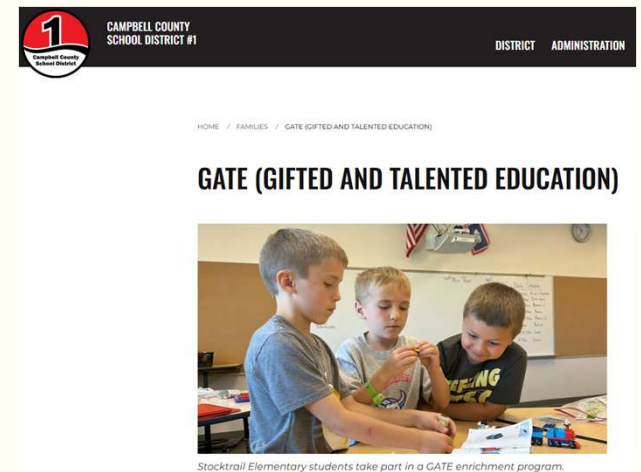 1
Campbell County
School District
CAMPBELL COUNTY
SCHOOL DISTRICT #1
DISTRICT ADMINISTRATION
HOME / FAMILIES / GATE (GIFTED AND TALENTED EDUCATION)
GATE (GIFTED AND TALENTED EDUCATION)
Stocktrail Elementary students take part in a GATE enrichment program.